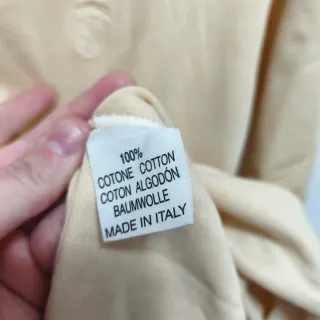 100%
COTONE COTTON
COTON ALGODÓN
BAUMWOLLE
MADE IN ITALY